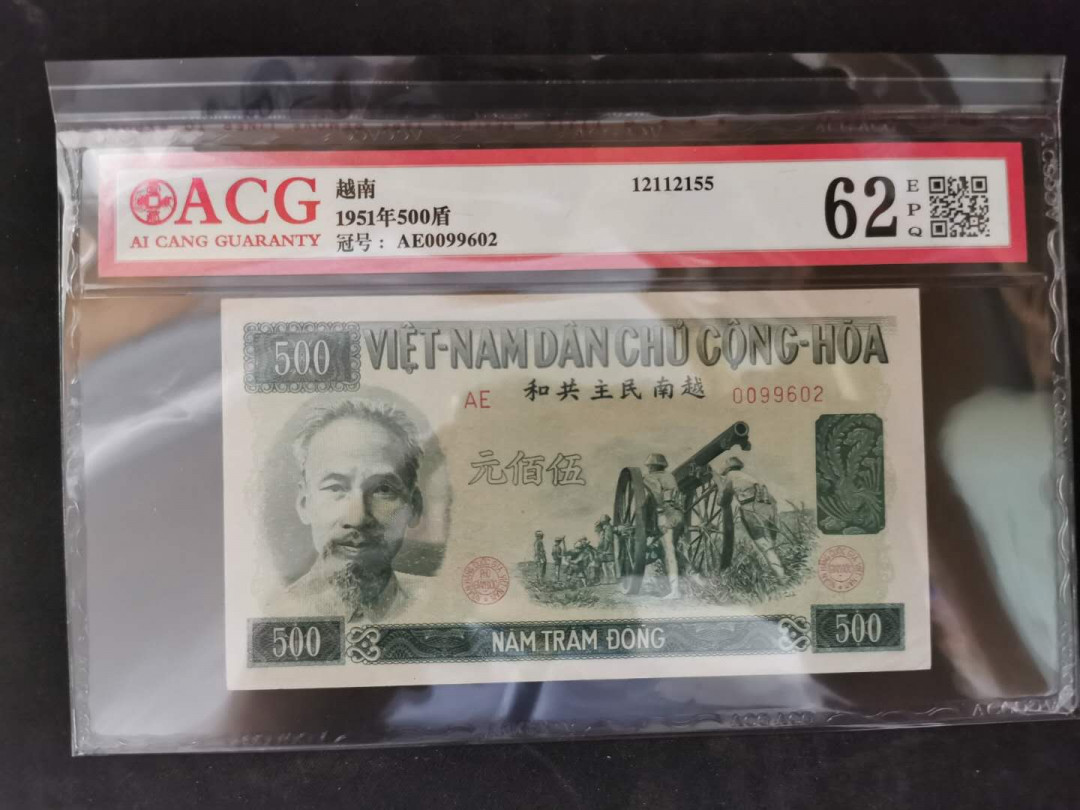 ACG
AI CANG GUARANTY
越南
1951年500盾
冠号： AE0099602
12112155
62
E
P
Q
500
VIỆT-NAM DÂN CHỦ CỘNG-HÒA
和共主民南越
AE
0099602
元佰伍
500
NĂM TRĂM ĐỒNG
500